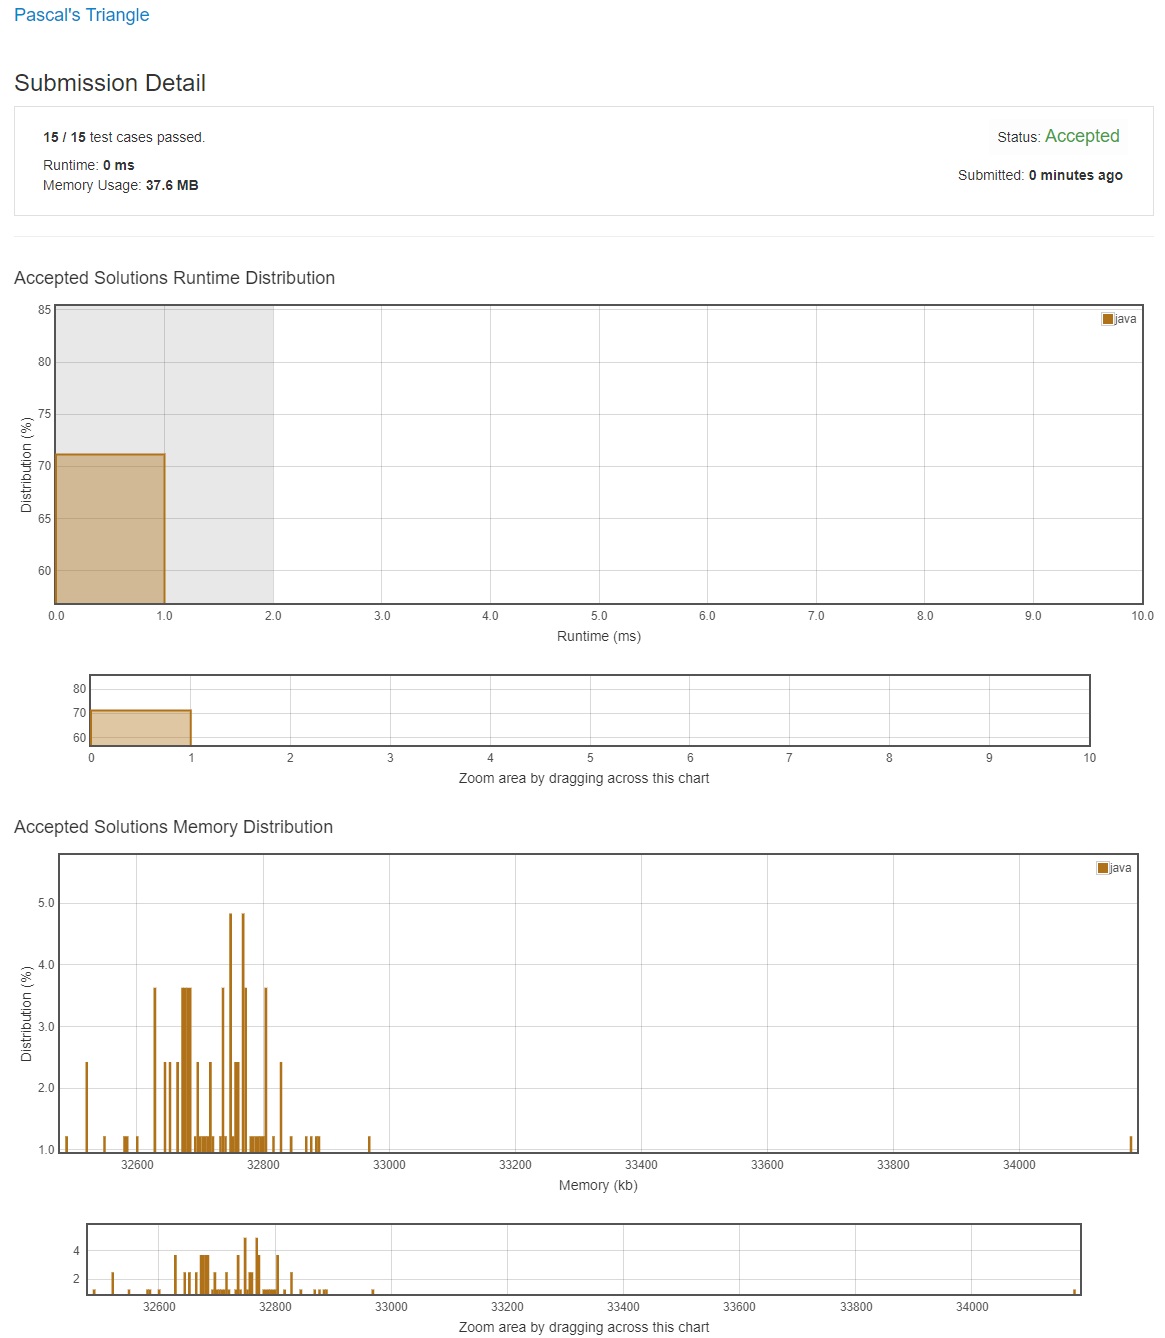 Pascal's Triangle
Submission Detail
15 / 15 test cases passed.
Status: Accepted
Runtime: 0 ms
Memory Usage: 37.6 MB
Submitted: 0 minutes ago
Accepted Solutions Runtime Distribution
85
80
75
70
65
60
Distribution (%)
java
0.0 1.0 2.0 3.0 4.0 5.0 6.0 7.0 8.0 9.0 10.0
Runtime (ms)
80
70
60
0 1 2 3 4 5 6 7 8 9 10
Zoom area by dragging across this chart
Accepted Solutions Memory Distribution
java
5.0
4.0
3.0
2.0
1.0
Distribution (%)
32600 32800 33000 33200 33400 33600 33800 34000
Memory (kb)
4
2
32600 32800 33000 33200 33400 33600 33800 34000
Zoom area by dragging across this chart